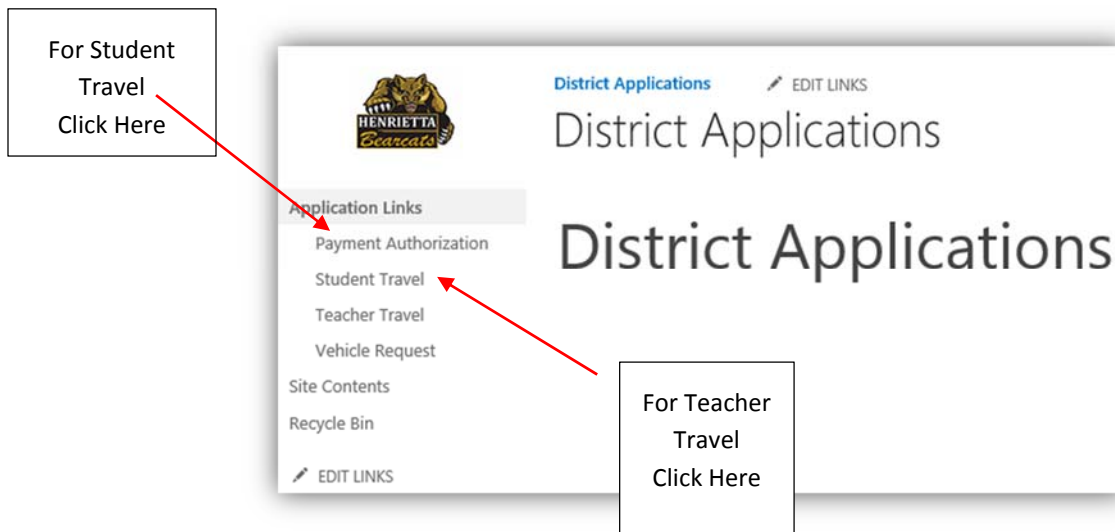 For Student
Travel
Click Here
HENRIETTA
Bearcats
District Applications
EDIT LINKS
District Applications
Application Links
Payment Authorization
Student Travel
Teacher Travel
Vehicle Request
Site Contents
Recycle Bin
EDIT LINKS
District Applications
For Teacher
Travel
Click Here